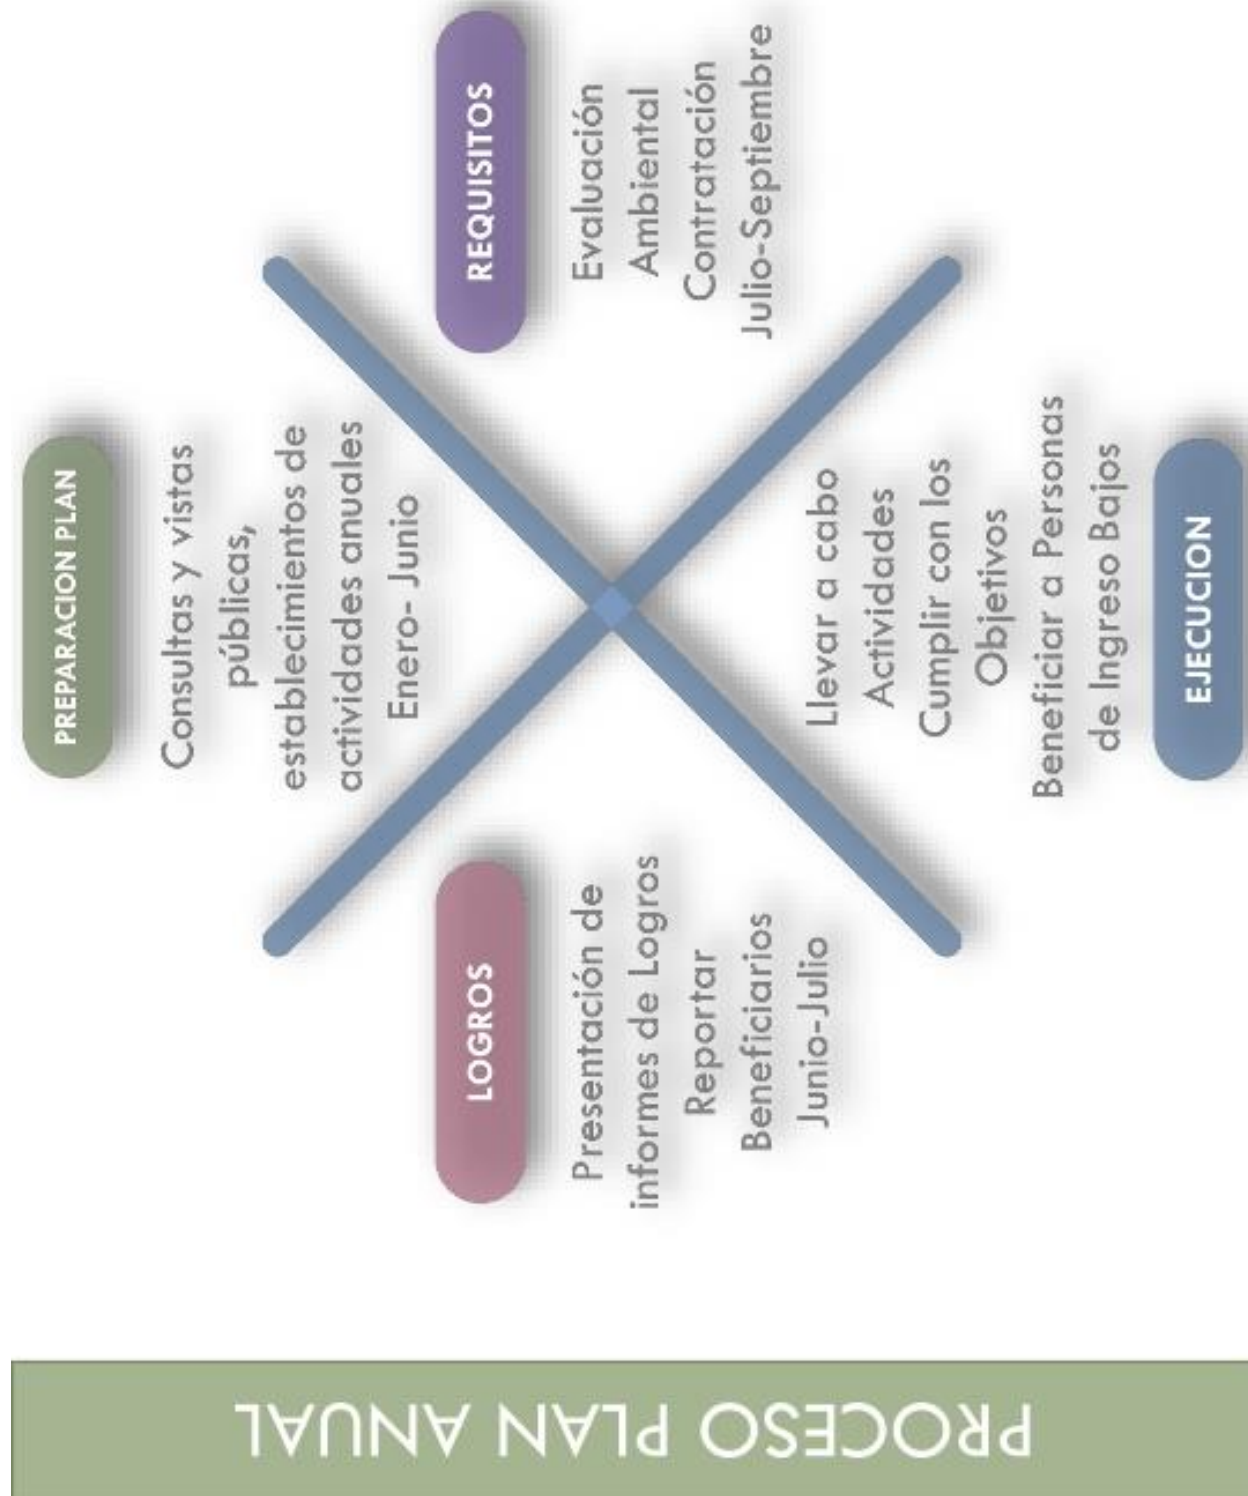 PROCESO PLAN ANUAL
PREPARACION PLAN
Consultas y vistas
públicas,
establecimientos de
actividades anuales
Enero- Junio
REQUISITOS
Evaluación
Ambiental
Contratación
Julio-Septiembre
Llevar a cabo
Actividades
Cumplir con los
Objetivos
Beneficiar a Personas
de Ingreso Bajos
EJECUCION
LOGROS
Presentación de
informes de Logros
Reportar
Beneficiarios
Junio-Julio